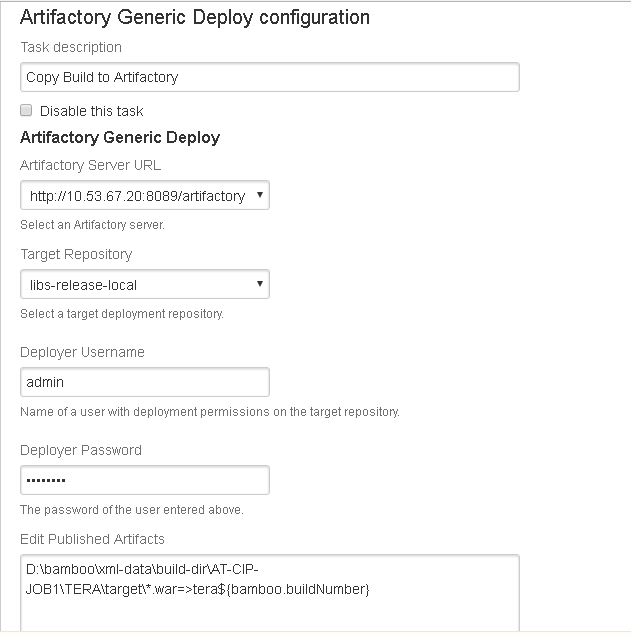 Artifactory Generic Deploy configuration
Task description
Copy Build to Artifactory
Disable this task
Artifactory Generic Deploy
Artifactory Server URL
http://10.53.67.20:8089/artifactory
Select an Artifactory server.
Target Repository
libs-release-local
Select a target deployment repository.
Deployer Username
admin
Name of a user with deployment permissions on the target repository.
Deployer Password
••••••••
The password of the user entered above.
Edit Published Artifacts
D:\bamboo\xml-data\build-dir\AT-CIP-
JOB1\TERA\target\*.war=>tera${bamboo.buildNumber}